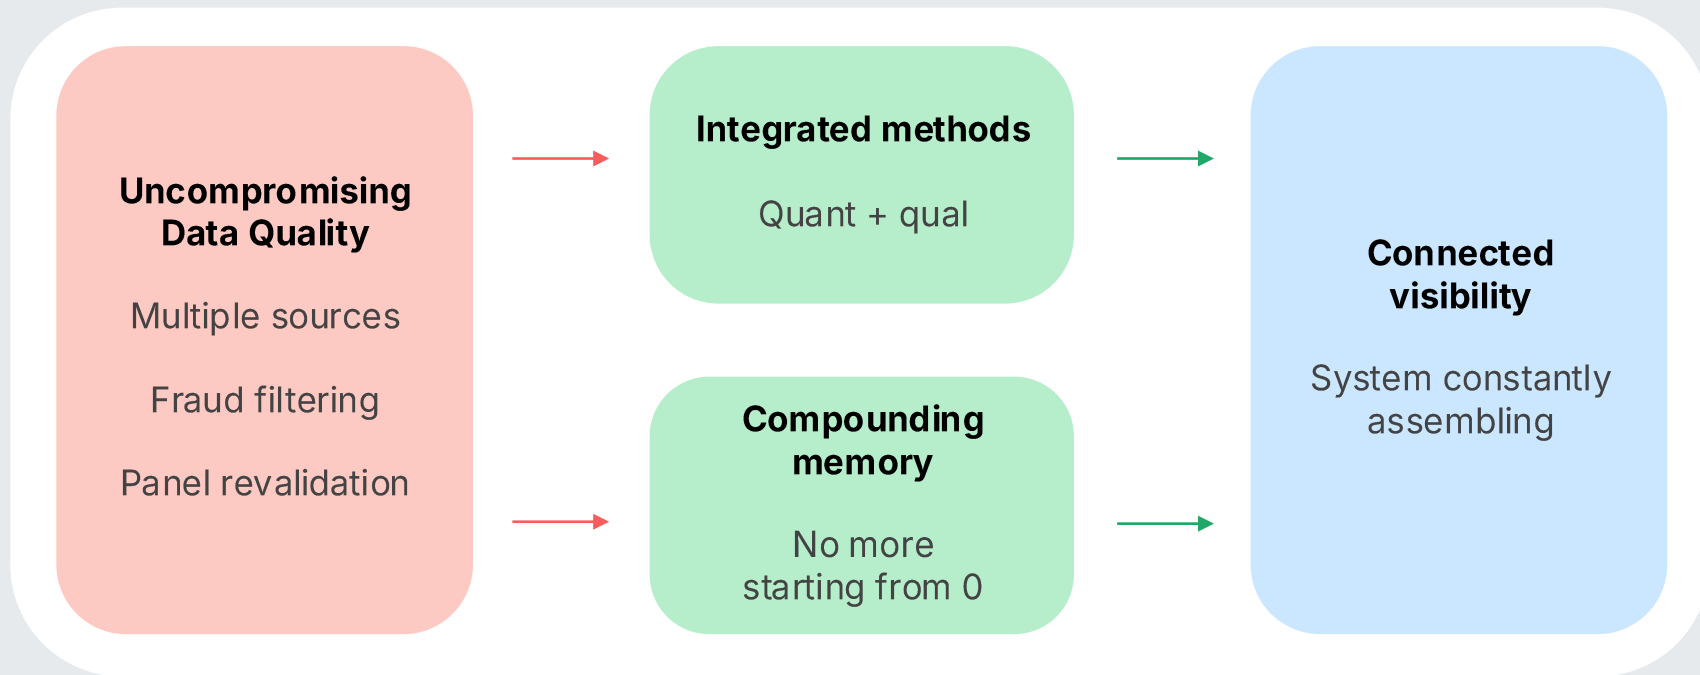 Uncompromising
Data Quality
Multiple sources
Fraud filtering
Panel revalidation
Integrated methods
Quant + qual
Compounding
memory
No more
starting from 0
Connected
visibility
System constantly
assembling